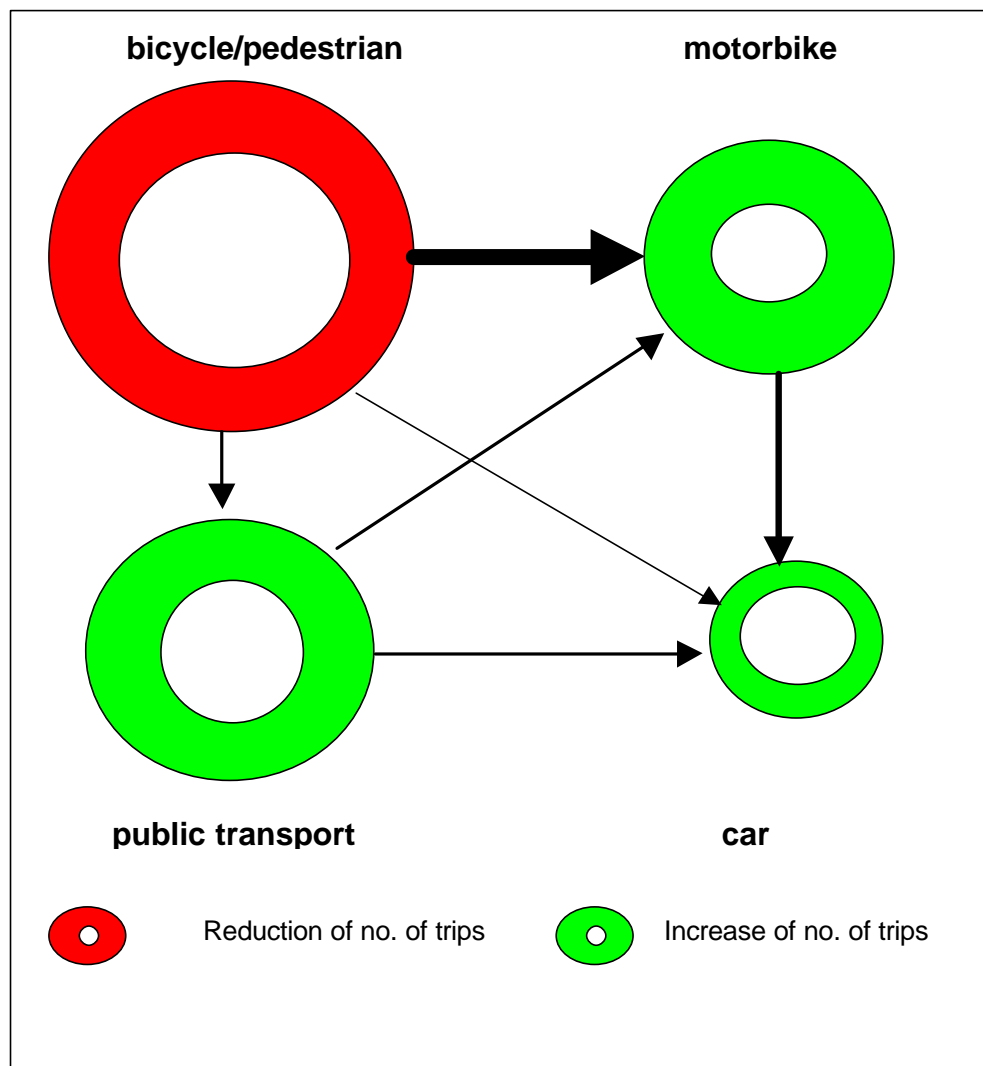 bicycle/pedestrian
motorbike
public transport
car
Reduction of no. of trips
Increase of no. of trips